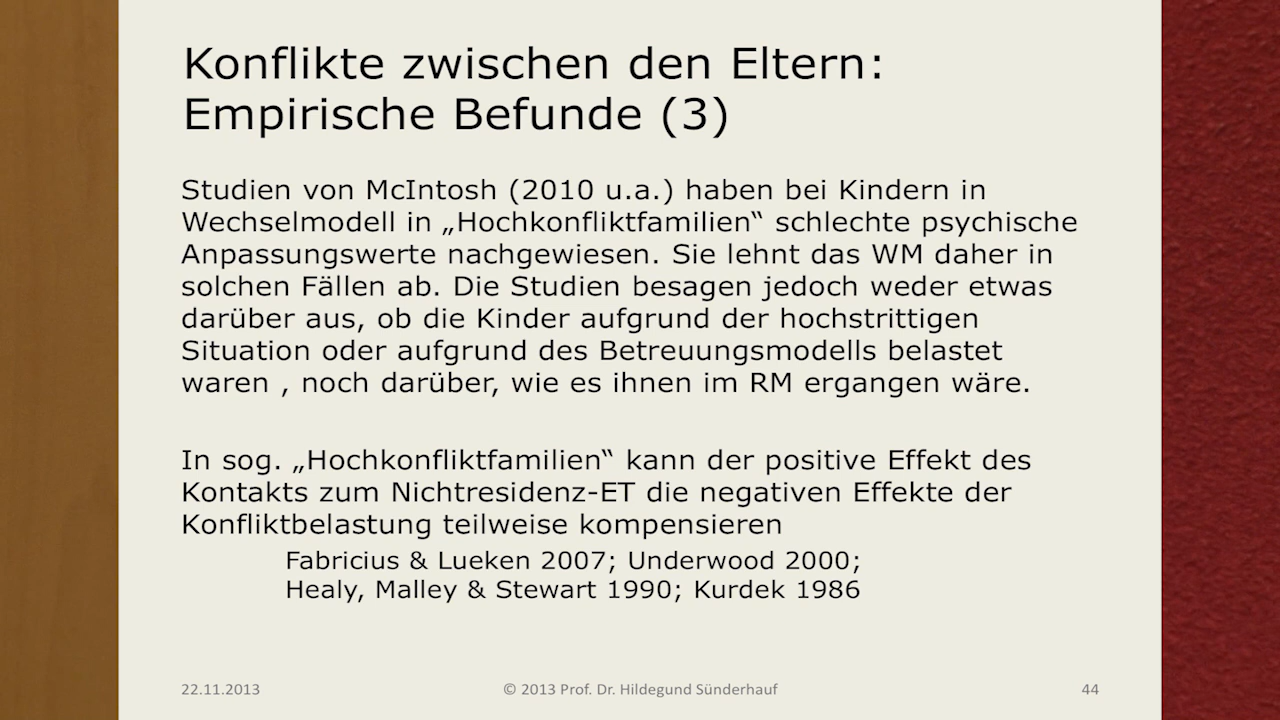 Konflikte zwischen den Eltern:
Empirische Befunde (3)
Studien von McIntosh (2010 u.a.) haben bei Kindern in
Wechselmodell in „Hochkonfliktfamilien“ schlechte psychische
Anpassungswerte nachgewiesen. Sie lehnt das WM daher in
solchen Fällen ab. Die Studien besagen jedoch weder etwas
darüber aus, ob die Kinder aufgrund der hochstrittigen
Situation oder aufgrund des Betreuungsmodells belastet
waren , noch darüber, wie es ihnen im RM ergangen wäre.
In sog. „Hochkonfliktfamilien“ kann der positive Effekt des
Kontakts zum Nichtresidenz-ET die negativen Effekte der
Konfliktbelastung teilweise kompensieren
Fabricius & Lueken 2007; Underwood 2000;
Healy, Malley & Stewart 1990; Kurdek 1986
22.11.2013 © 2013 Prof. Dr. Hildegund Sünderhauf 44